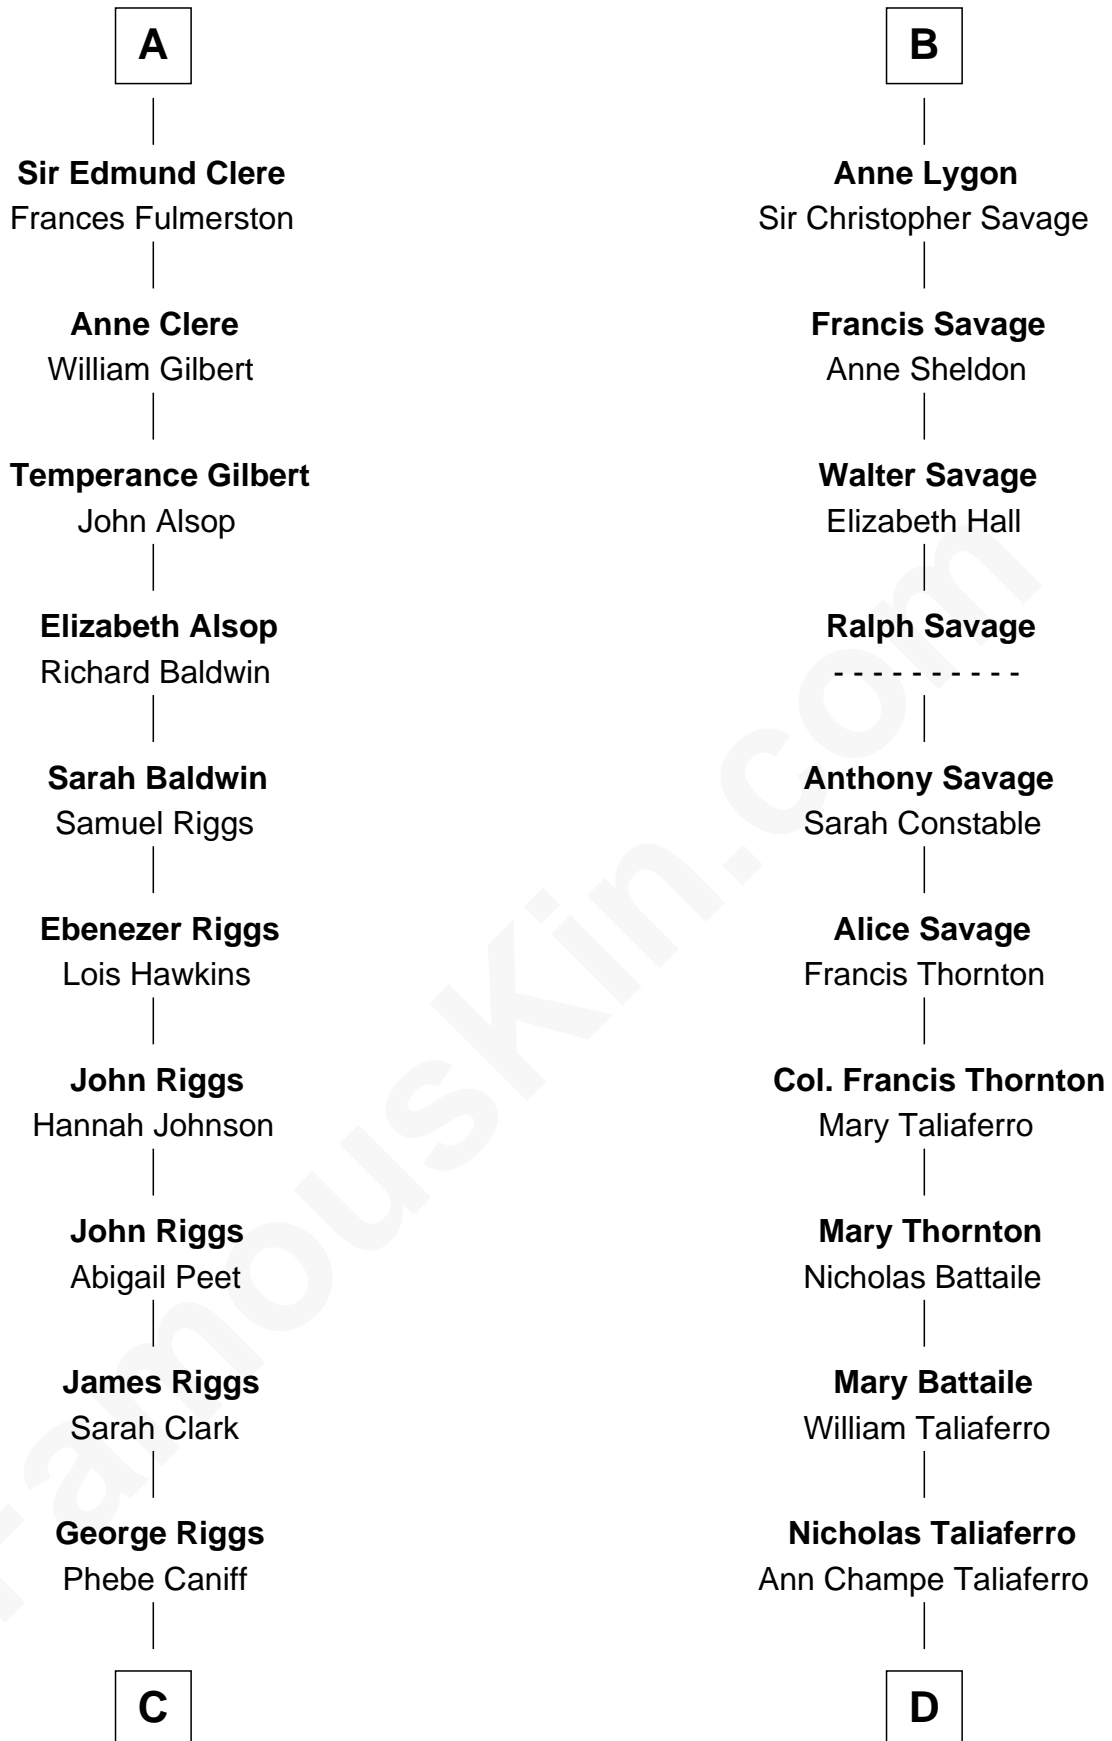 A
Sir Edmund Clere
Frances Fulmerston
Anne Clere
William Gilbert
Temperance Gilbert
John Alsop
Elizabeth Alsop
Richard Baldwin
Sarah Baldwin
Samuel Riggs
Ebenezer Riggs
Lois Hawkins
John Riggs
Hannah Johnson
John Riggs
Abigail Peet
James Riggs
Sarah Clark
George Riggs
Phebe Caniff
C
B
Anne Lygon
Sir Christopher Savage
Francis Savage
Anne Sheldon
Walter Savage
Elizabeth Hall
Ralph Savage
- - - - - - - - - -
Anthony Savage
Sarah Constable
Alice Savage
Francis Thornton
Col. Francis Thornton
Mary Taliaferro
Mary Thornton
Nicholas Battaile
Mary Battaile
William Taliaferro
Nicholas Taliaferro
Ann Champe Taliaferro
D
FamousKin.com